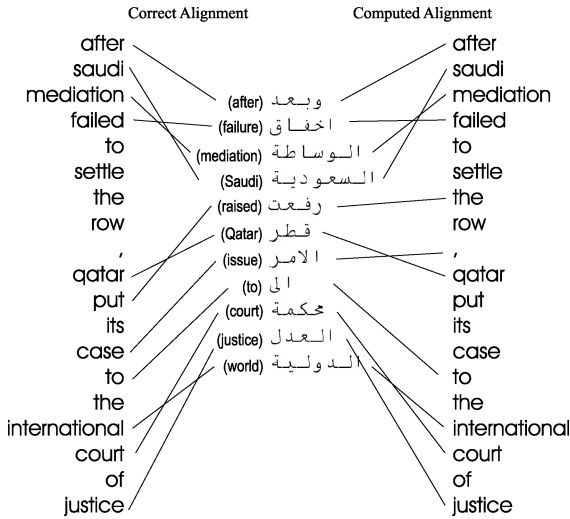 Correct Alignment
Computed Alignment
after
saudi
mediation
failed
to
settle
the
row
,
qatar
put
its
case
to
the
international
court
of
justice
(after) وبعد
(failure) اخفاق
(mediation) الوساطة
(Saudi) السعودية
(raised) رفعت
(Qatar) قطر
(issue) الامر
(to) الى
(court) محكمة
(justice) العدل
(world) الدولية
after
saudi
mediation
failed
to
settle
the
row
,
qatar
put
its
case
to
the
international
court
of
justice